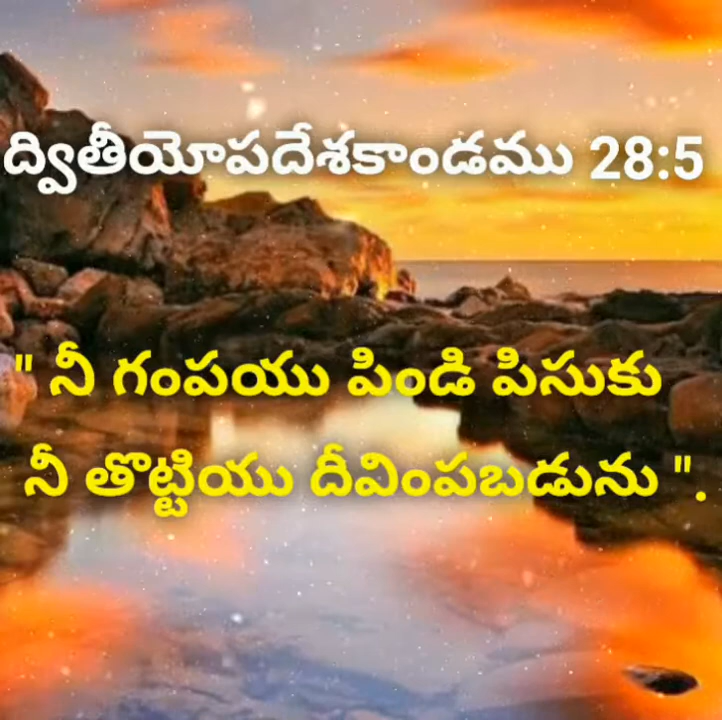 ద్వితీయోపదేశకాండము 28:5
" నీ గంపయు పిండి పిసుకు
నీ తొట్టియు దీవింపబడును ".